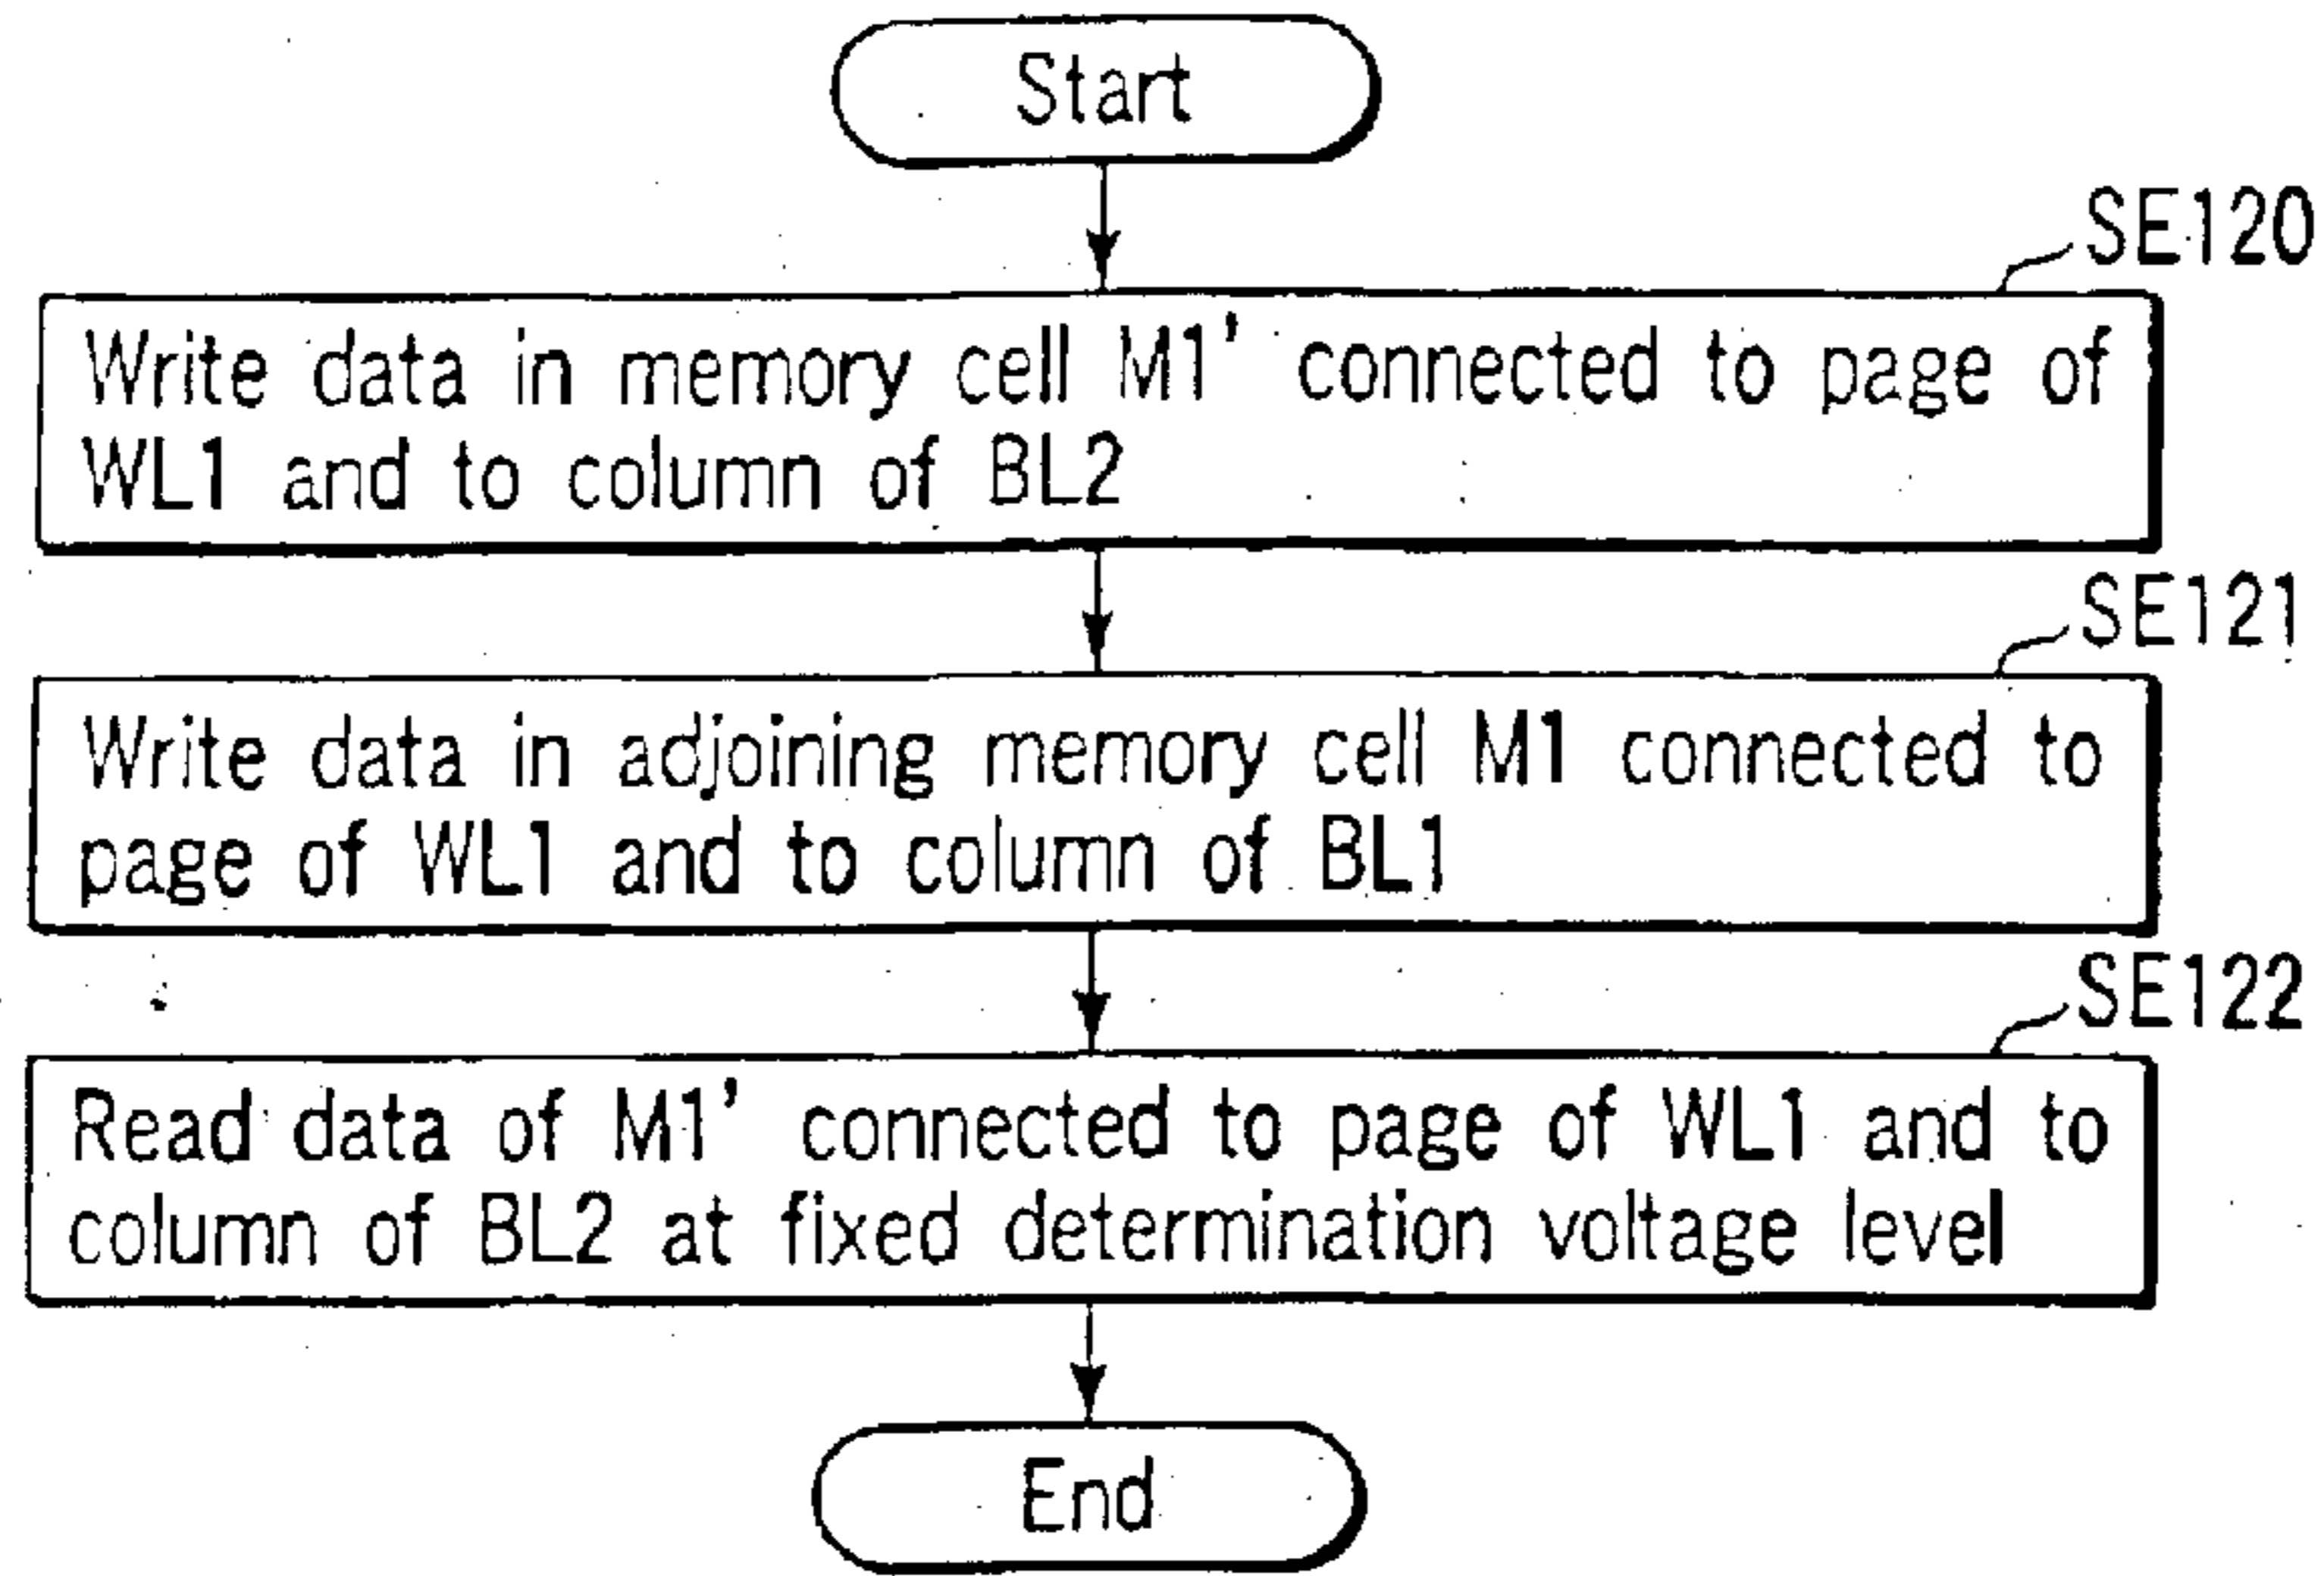 Start
SE120
Write data in memory cell M1' connected to page of
WL1 and to column of BL2
SE121
Write data in adjoining memory cell M1 connected to
page of WL1 and to column of BL1
SE122
Read data of M1' connected to page of WL1 and to
column of BL2 at fixed determination voltage level
End